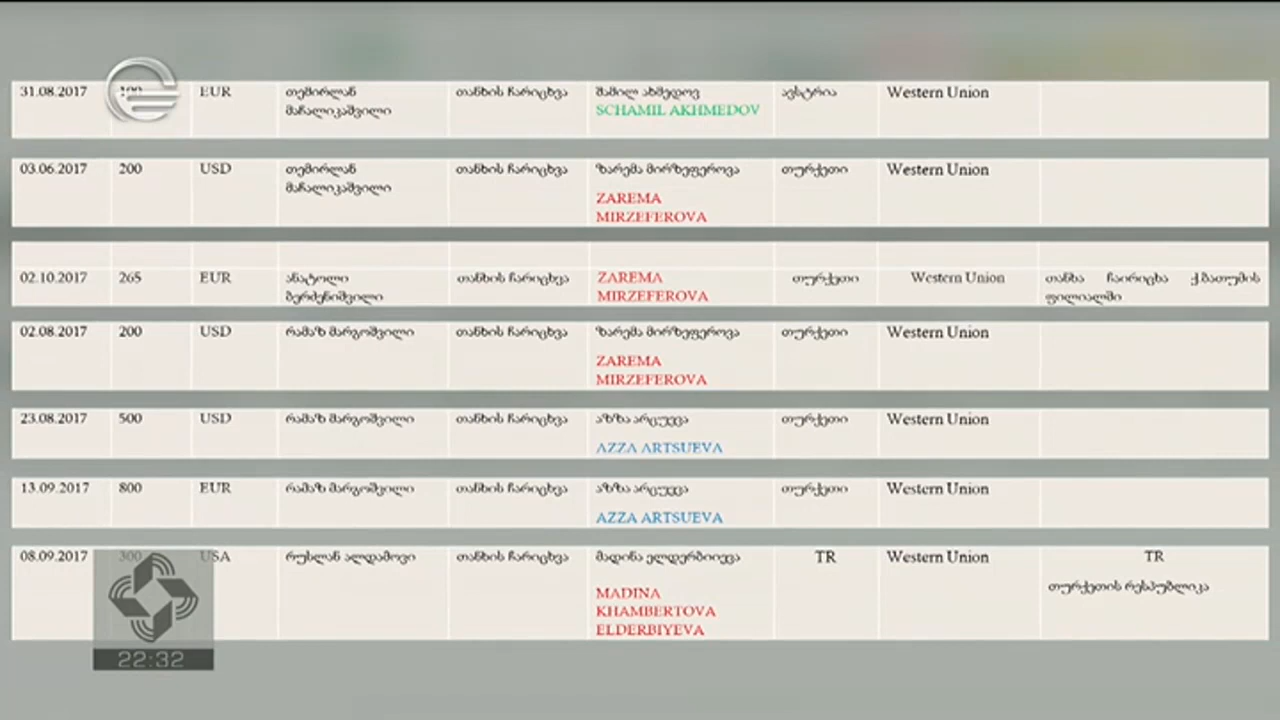 31.08.2017 100 EUR თემირლან თანხის ჩარიცხვა შამილ ახმედოვ ავსტრია Western Union
მაჩალიკაშვილი SCHAMIL AKHMEDOV
03.06.2017 200 USD თემირლან თანხის ჩარიცხვა ზარემა მირზეფეროვა თურქეთი Western Union
მაჩალიკაშვილი
ZAREMA
MIRZEFEROVA
02.10.2017 265 EUR ანატოლი თანხის ჩარიცხვა ZAREMA თურქეთი Western Union თანხა ჩაირიცხა ქ.ბათუმის
ბერძენიშვილი MIRZEFEROVA ფილიალში
02.08.2017 200 USD რამაზ მარგოშვილი თანხის ჩარიცხვა ზარემა მირზეფეროვა თურქეთი Western Union
ZAREMA
MIRZEFEROVA
23.08.2017 500 USD რამაზ მარგოშვილი თანხის ჩარიცხვა აზზა არცუევა თურქეთი Western Union
AZZA ARTSUEVA
13.09.2017 800 EUR რამაზ მარგოშვილი თანხის ჩარიცხვა აზზა არცუევა თურქეთი Western Union
AZZA ARTSUEVA
08.09.2017 300 USA რუსლან ალდამოვი თანხის ჩარიცხვა მადინა ელდერბიიევა TR Western Union TR
თურქეთის რესპუბლიკა
MADINA
KHAMBERTOVA
ELDERBIYEVA
22:32